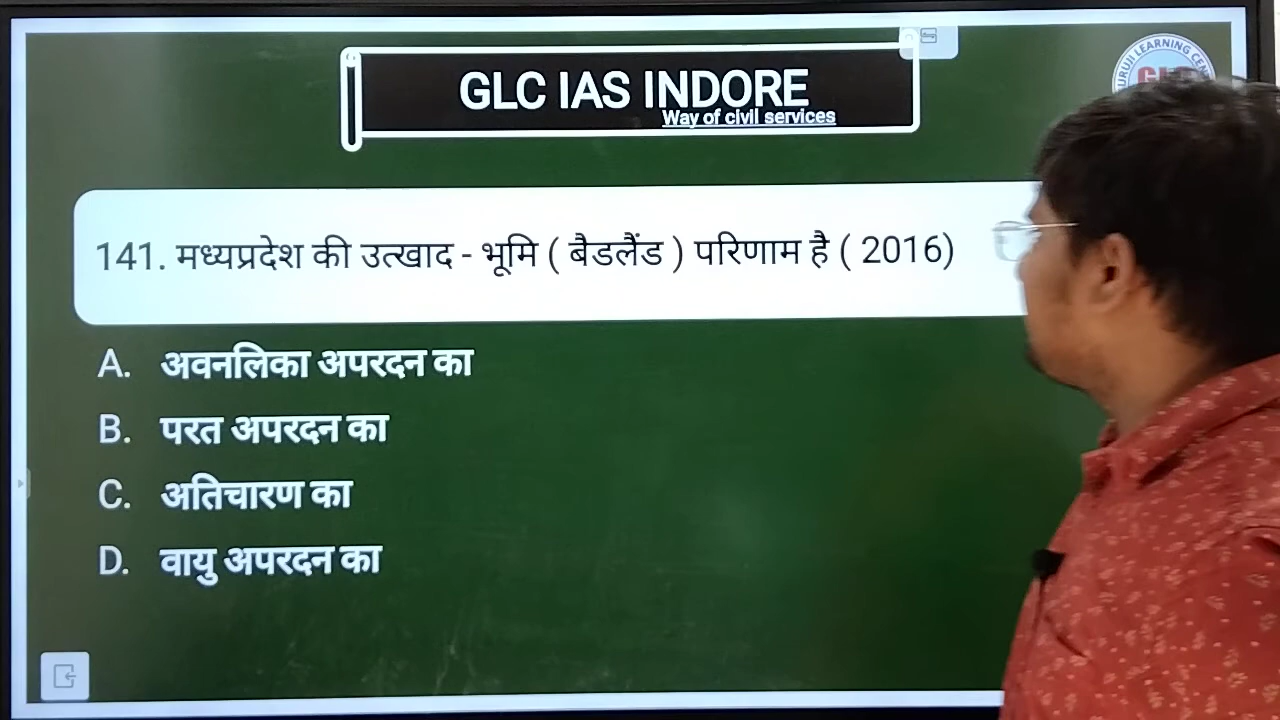 GLC IAS INDORE
Way of civil services
LEARNING
141. मध्यप्रदेश की उत्खाद - भूमि ( बैडलैंड ) परिणाम है ( 2016)
A. अवनलिका अपरदन का
B. परत अपरदन का
C. अतिचारण का
D. वायु अपरदन का